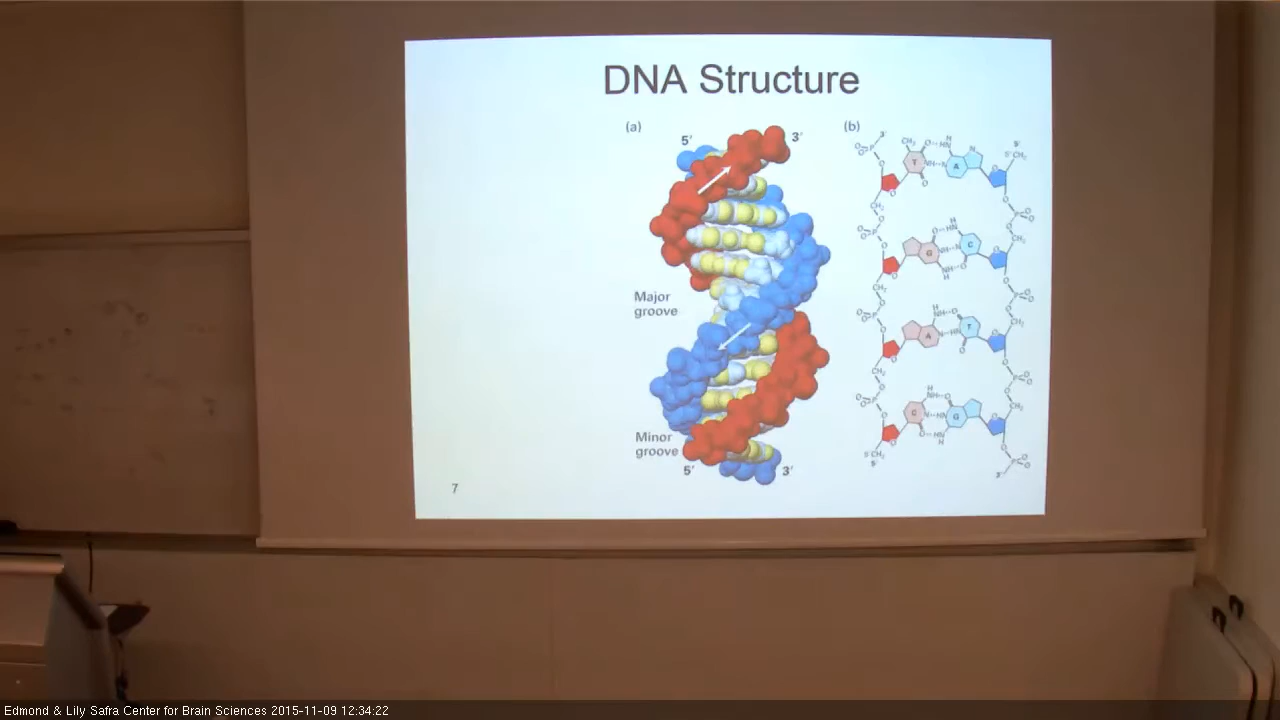 DNA Structure
(a)
(b)
5′
3′
Major
groove
Minor
groove
5′
3′
T
A
G
C
A
T
C
G
7
Edmond & Lily Safra Center for Brain Sciences 2015-11-09 12:34:22